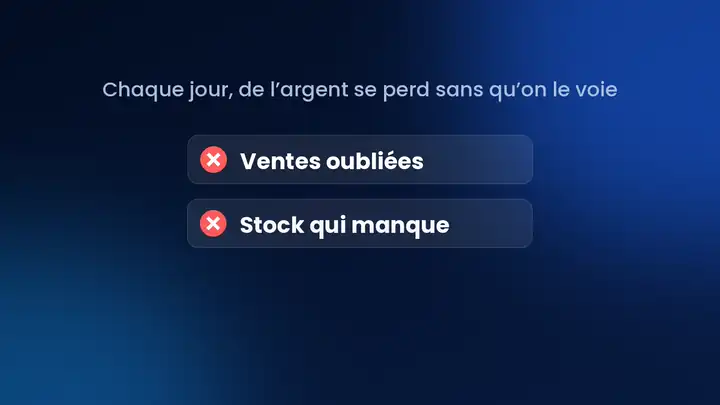 Chaque jour, de l’argent se perd sans qu’on le voie
Ventes oubliées
Stock qui manque